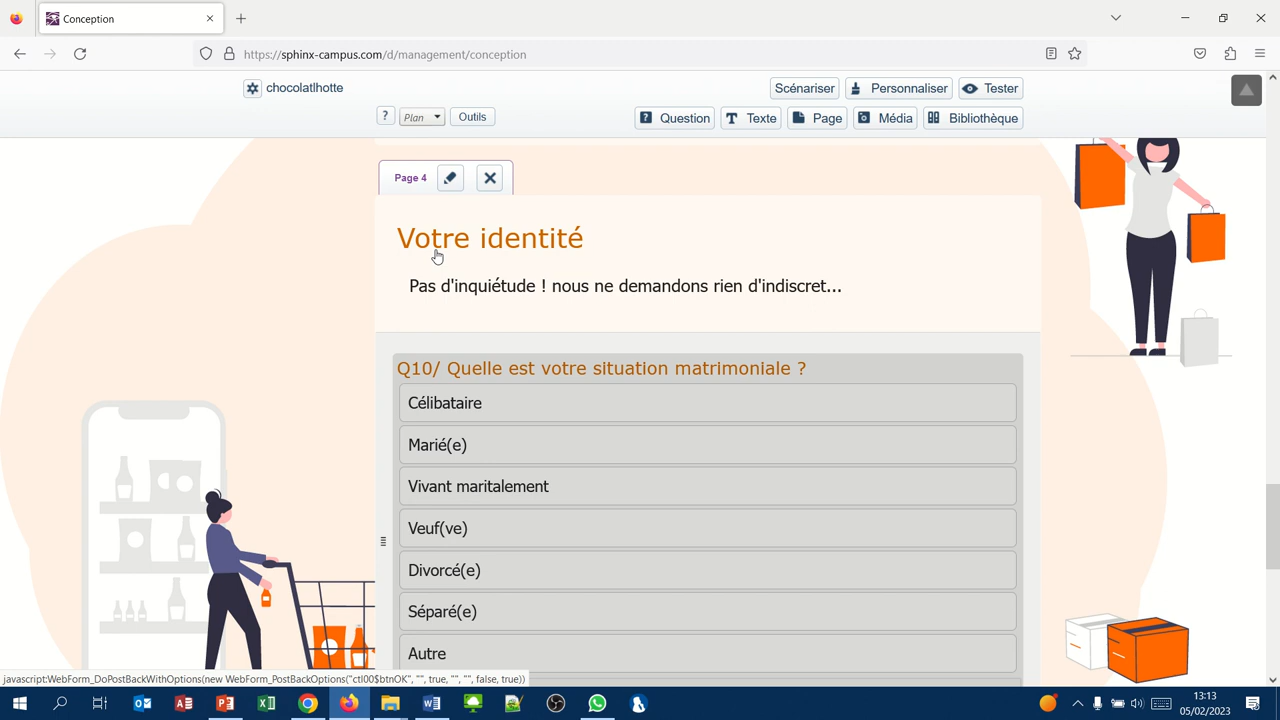 Conception
https://sphinx-campus.com/d/management/conception
chocolatlhotte
Scénariser
Personnaliser
Tester
?
Plan
Outils
Question
Texte
Page
Média
Bibliothèque
Page 4
Votre identité
Pas d'inquiétude ! nous ne demandons rien d'indiscret...
Q10/ Quelle est votre situation matrimoniale ?
Célibataire
Marié(e)
Vivant maritalement
Veuf(ve)
Divorcé(e)
Séparé(e)
Autre
javascript:WebForm_DoPostBackWithOptions(new WebForm_PostBackOptions("ctl00$btnOK", "", true, "", "", false, true))
13:13
05/02/2023